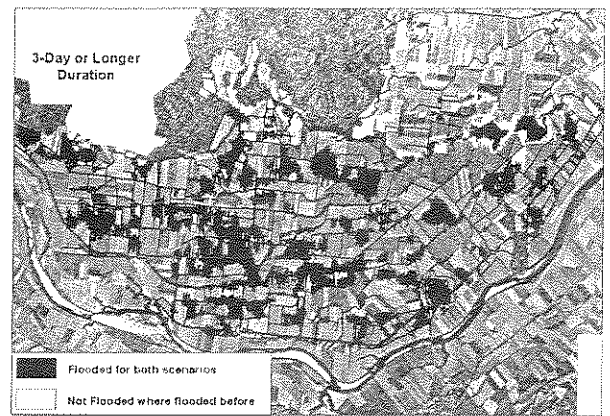 3-Day or Longer
Duration
Flooded for both scenarios
Not Flooded where flooded before